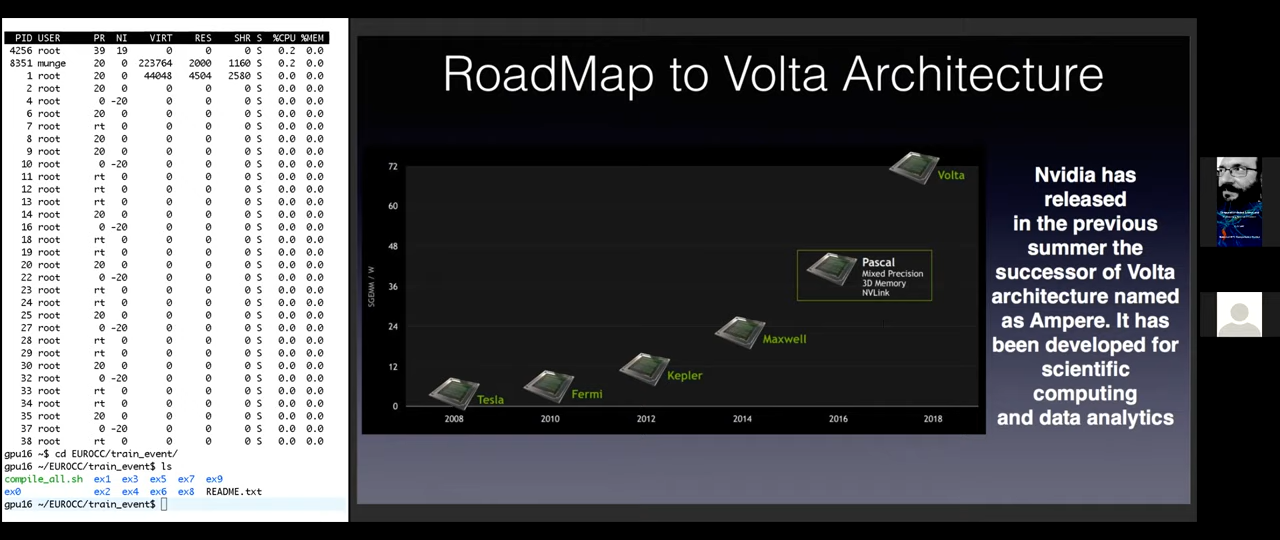 PID USER PR NI VIRT RES SHR S %CPU %MEM
4256 root 39 19 0 0 0 S 0.2 0.0
8351 munge 20 0 223764 2000 1160 S 0.2 0.0
1 root 20 0 44048 4504 2580 S 0.0 0.0
2 root 20 0 0 0 0 S 0.0 0.0
4 root 0 -20 0 0 0 S 0.0 0.0
6 root 20 0 0 0 0 S 0.0 0.0
7 root rt 0 0 0 0 S 0.0 0.0
8 root 20 0 0 0 0 S 0.0 0.0
9 root 20 0 0 0 0 S 0.0 0.0
10 root 0 -20 0 0 0 S 0.0 0.0
11 root rt 0 0 0 0 S 0.0 0.0
12 root rt 0 0 0 0 S 0.0 0.0
13 root rt 0 0 0 0 S 0.0 0.0
14 root 20 0 0 0 0 S 0.0 0.0
16 root 0 -20 0 0 0 S 0.0 0.0
18 root rt 0 0 0 0 S 0.0 0.0
19 root rt 0 0 0 0 S 0.0 0.0
20 root 20 0 0 0 0 S 0.0 0.0
22 root 0 -20 0 0 0 S 0.0 0.0
23 root rt 0 0 0 0 S 0.0 0.0
24 root rt 0 0 0 0 S 0.0 0.0
25 root 20 0 0 0 0 S 0.0 0.0
27 root 0 -20 0 0 0 S 0.0 0.0
28 root rt 0 0 0 0 S 0.0 0.0
29 root rt 0 0 0 0 S 0.0 0.0
30 root 20 0 0 0 0 S 0.0 0.0
32 root 0 -20 0 0 0 S 0.0 0.0
33 root rt 0 0 0 0 S 0.0 0.0
34 root rt 0 0 0 0 S 0.0 0.0
35 root 20 0 0 0 0 S 0.0 0.0
37 root 0 -20 0 0 0 S 0.0 0.0
38 root rt 0 0 0 0 S 0.0 0.0
gpu16 ~$ cd EUROCC/train_event/
gpu16 ~/EUROCC/train_event$ ls
compile_all.sh ex1 ex3 ex5 ex7 ex9
ex0 ex2 ex4 ex6 ex8 README.txt
gpu16 ~/EUROCC/train_event$
RoadMap to Volta Architecture
SGEMM / W
72
60
48
36
24
12
0
2008 2010 2012 2014 2016 2018
Tesla
Fermi
Kepler
Maxwell
Pascal
Mixed Precision
3D Memory
NVLink
Volta
Nvidia has
released
in the previous
summer the
successor of Volta
architecture named
as Ampere. It has
been developed for
scientific
computing
and data analytics